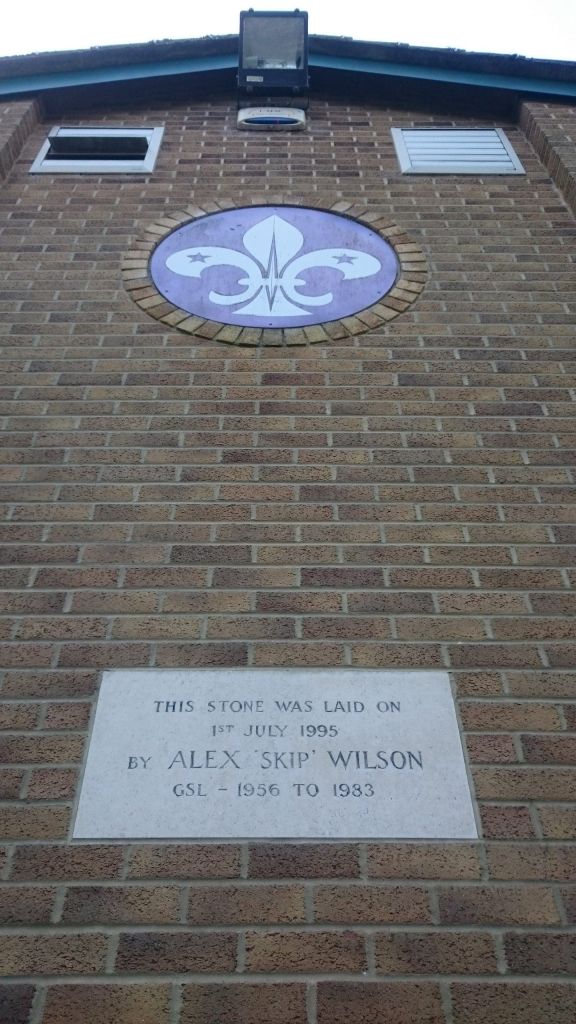 THIS STONE WAS LAID ON
1ST JULY 1995
BY ALEX 'SKIP' WILSON
GSL - 1956 TO 1983